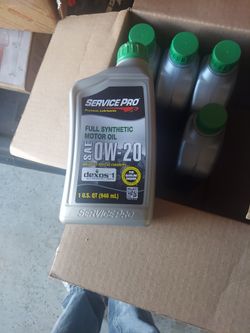 SERVICE PRO
FULL SYNTHETIC
MOTOR OIL
SAE 0W-20
dexos1
1 U.S. QT (946 mL)
SERVICE PRO